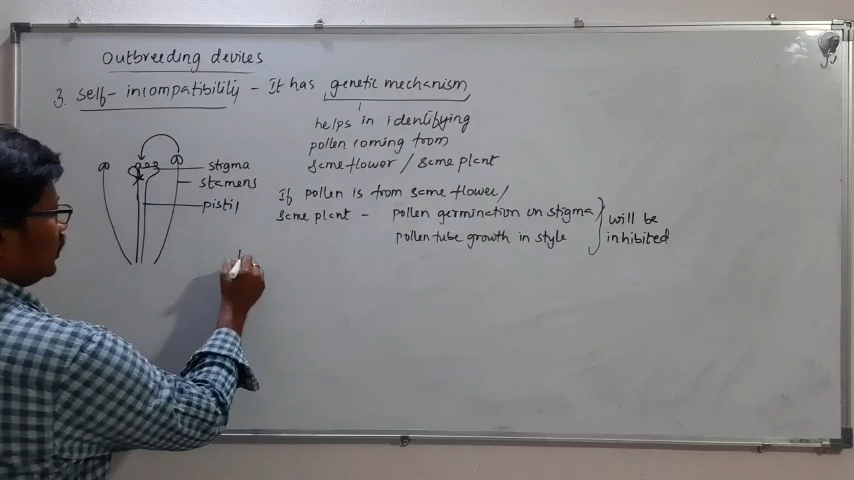 Outbreeding devices
3. Self-incompatibility - It has genetic mechanism
helps in identifying
pollen coming from
same flower / same plant
stigma
stamens
pistil
If pollen is from same flower/
same plant - pollen germination on stigma
pollen tube growth in style
will be
inhibited